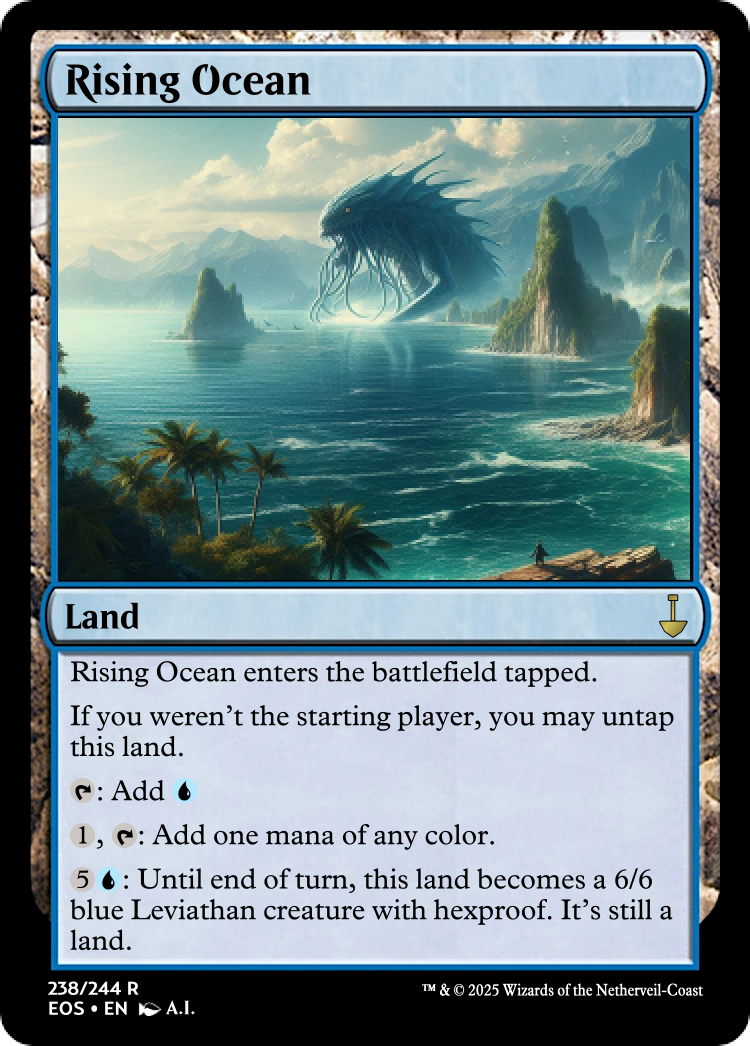 Rising Ocean
Land
Rising Ocean enters the battlefield tapped.
If you weren't the starting player, you may untap
this land.
: Add
1, : Add one mana of any color.
5 : Until end of turn, this land becomes a 6/6
blue Leviathan creature with hexproof. It's still a
land.
238/244 R
EOS • EN A.I.
™ & © 2025 Wizards of the Netherveil-Coast